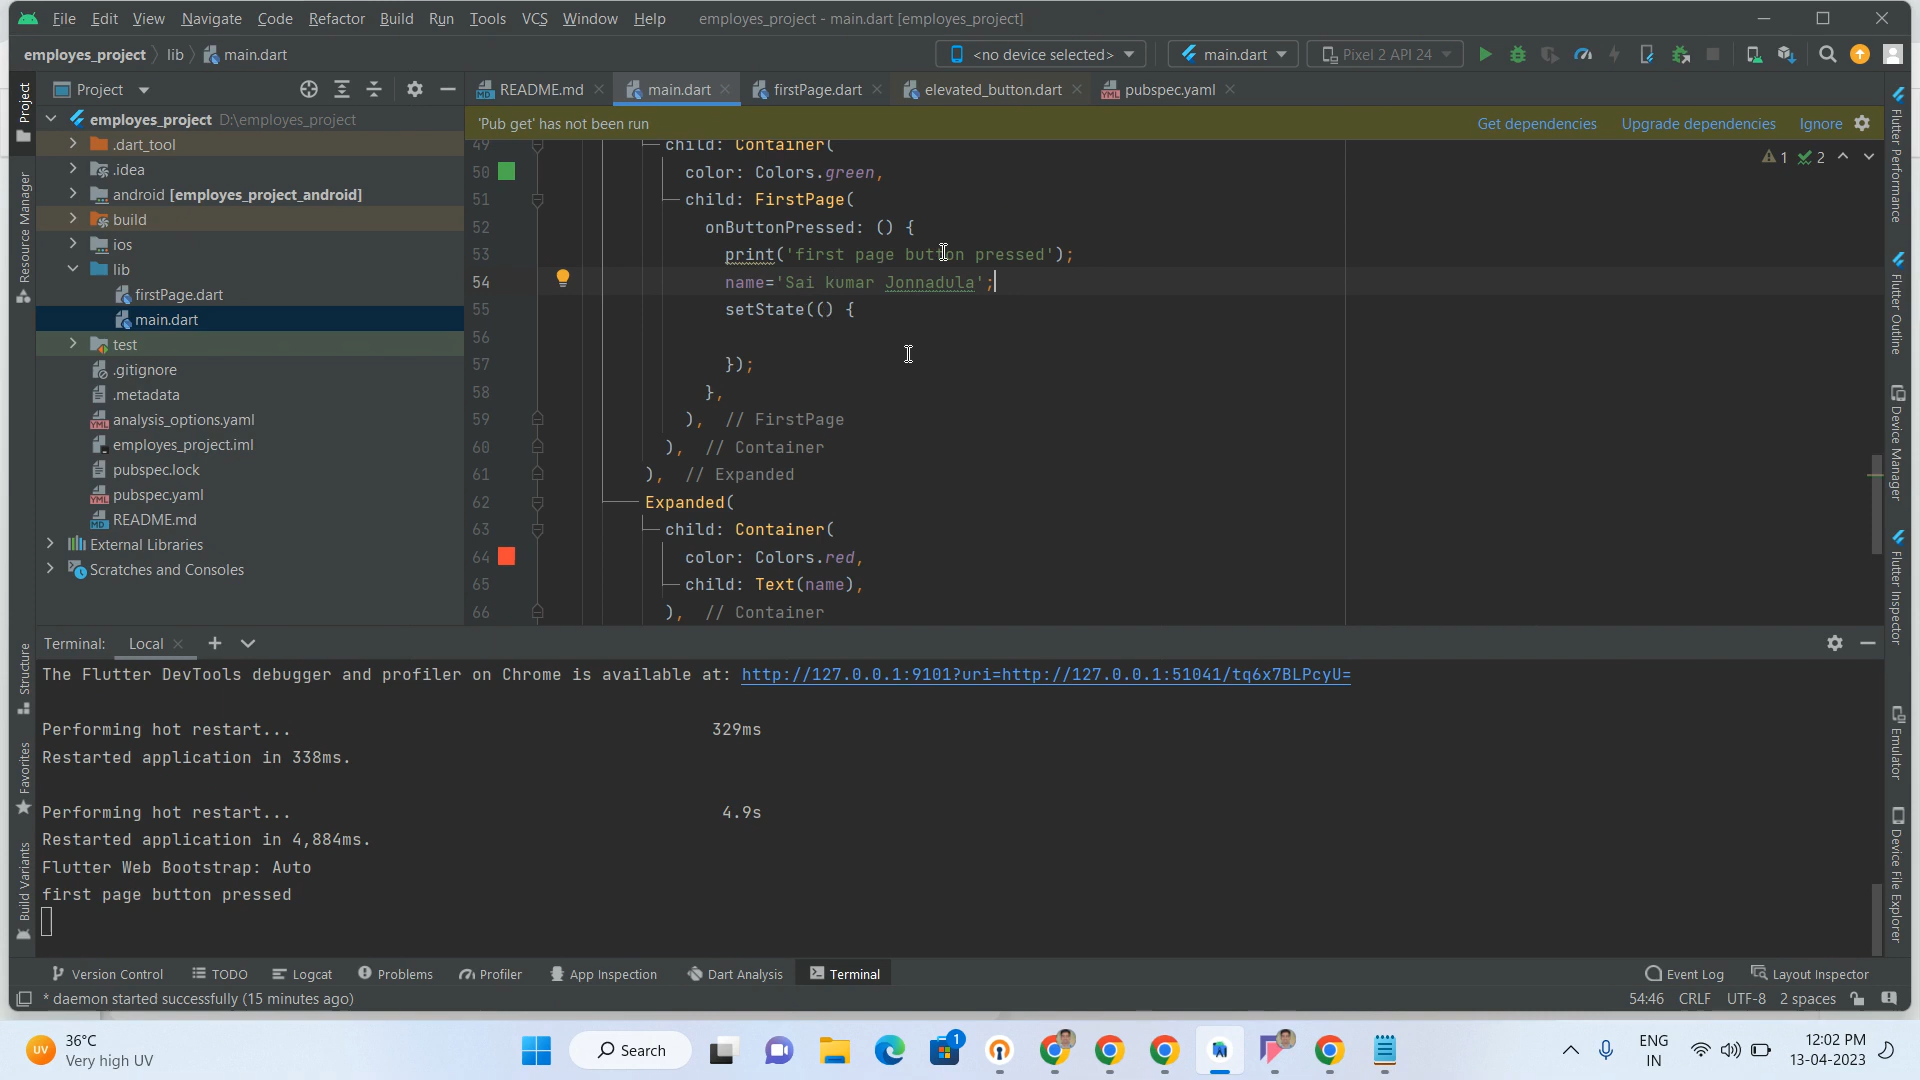 File Edit View Navigate Code Refactor Build Run Tools VCS Window Help employes_project - main.dart [employes_project]
employes_project lib main.dart <no device selected> main.dart Pixel 2 API 24
Project README.md main.dart firstPage.dart elevated_button.dart pubspec.yaml
'Pub get' has not been run Get dependencies Upgrade dependencies Ignore
employes_project D:\employes_project
.dart_tool
.idea
android [employes_project_android]
build
ios
lib
firstPage.dart
main.dart
test
.gitignore
.metadata
analysis_options.yaml
employes_project.iml
pubspec.lock
pubspec.yaml
README.md
External Libraries
Scratches and Consoles
1 2
49 child: Container(
50 color: Colors.green,
51 child: FirstPage(
52 onButtonPressed: () {
53 print('first page button pressed');
54 name='Sai kumar Jonnadula';
55 setState(() {
56
57 });
58 },
59 ), // FirstPage
60 ), // Container
61 ), // Expanded
62 Expanded(
63 child: Container(
64 color: Colors.red,
65 child: Text(name),
66 ), // Container
Project
Resource Manager
Structure
Favorites
Build Variants
Flutter Performance
Flutter Outline
Device Manager
Flutter Inspector
Emulator
Device File Explorer
Terminal: Local
The Flutter DevTools debugger and profiler on Chrome is available at: http://127.0.0.1:9101?uri=http://127.0.0.1:51041/tq6x7BLPcyU=
Performing hot restart... 329ms
Restarted application in 338ms.
Performing hot restart... 4.9s
Restarted application in 4,884ms.
Flutter Web Bootstrap: Auto
first page button pressed
Version Control TODO Logcat Problems Profiler App Inspection Dart Analysis Terminal Event Log Layout Inspector
* daemon started successfully (15 minutes ago) 54:46 CRLF UTF-8 2 spaces
UV 36°C
Very high UV
Search
1
ENG
IN
12:02 PM
13-04-2023